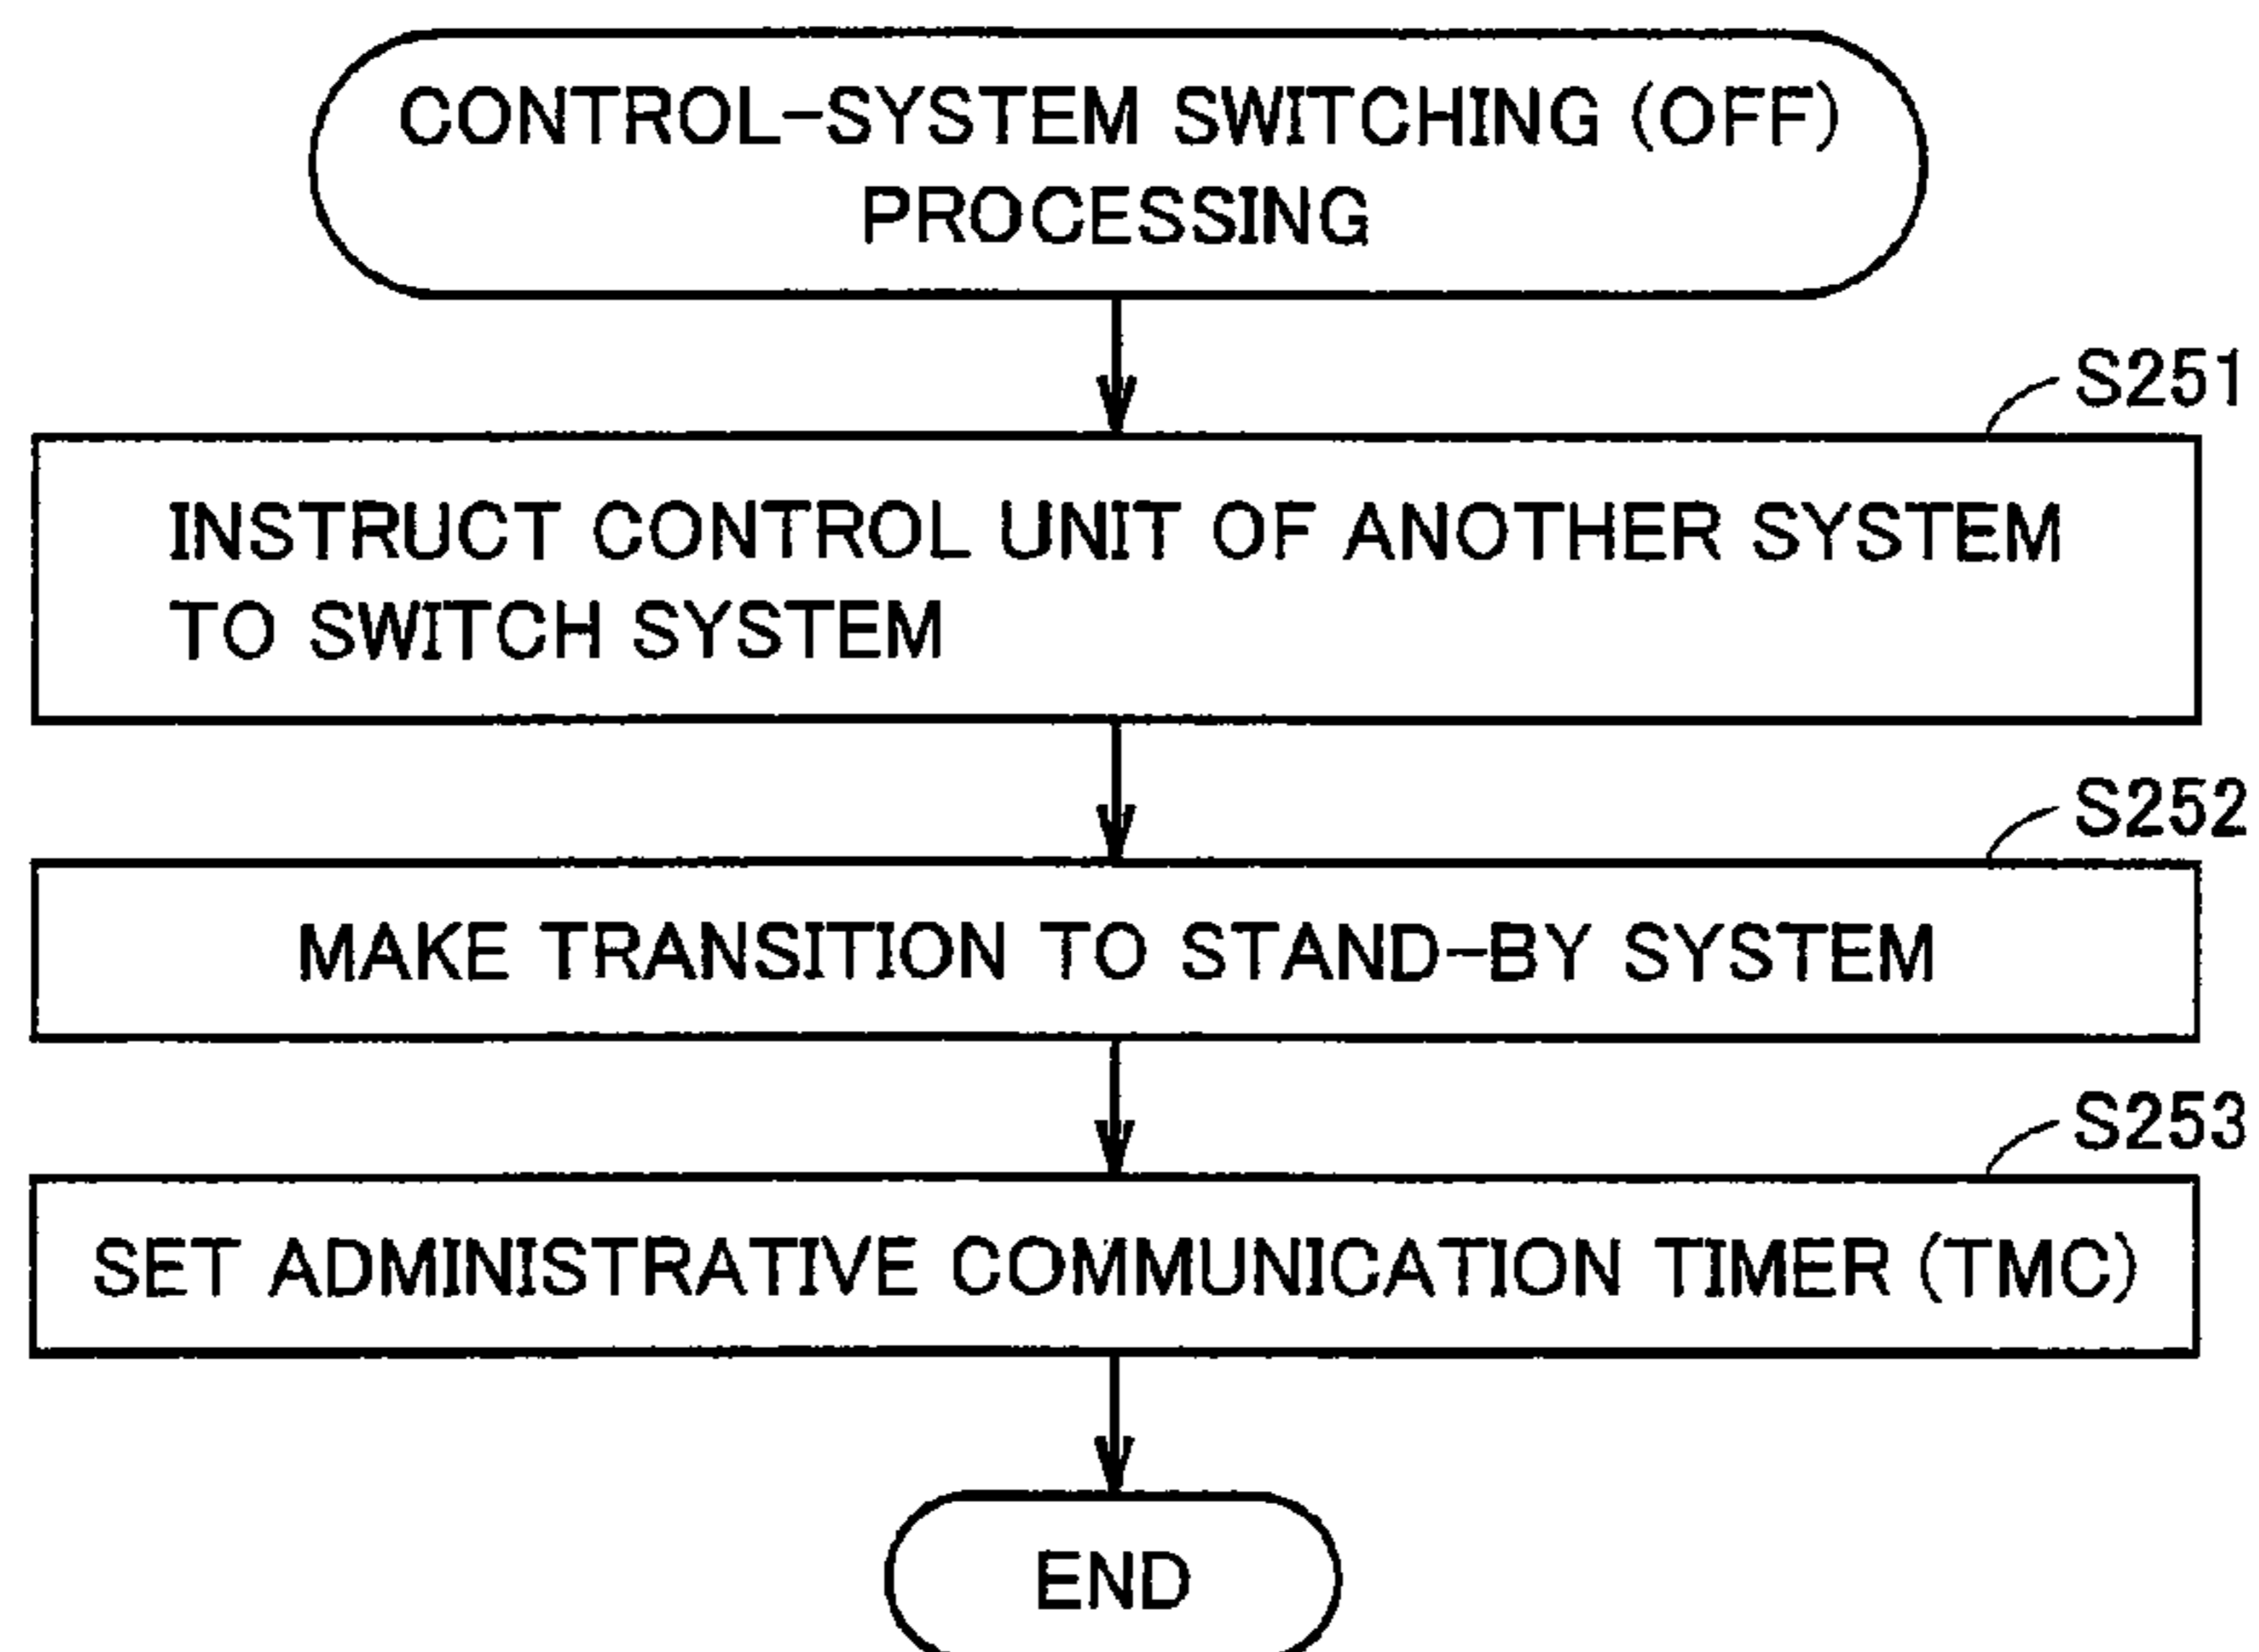 CONTROL-SYSTEM SWITCHING (OFF)
PROCESSING
S251
INSTRUCT CONTROL UNIT OF ANOTHER SYSTEM
TO SWITCH SYSTEM
S252
MAKE TRANSITION TO STAND-BY SYSTEM
S253
SET ADMINISTRATIVE COMMUNICATION TIMER (TMC)
END